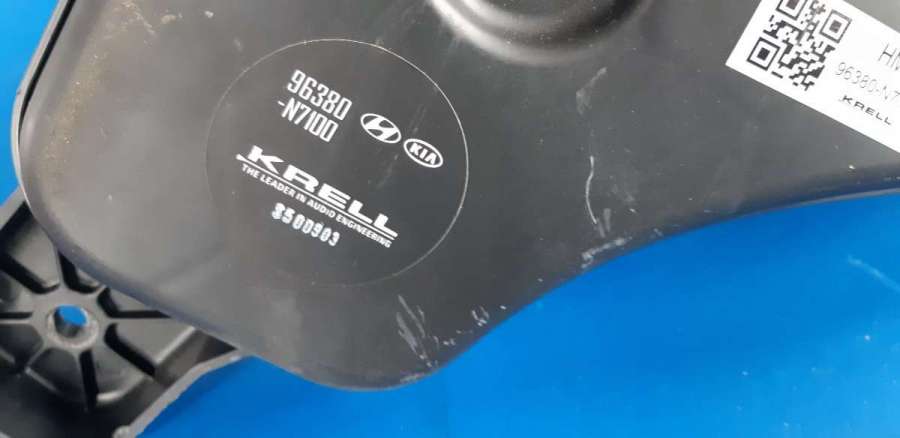 96380
-N7100
KIA
KRELL
THE LEADER IN AUDIO ENGINEERING
3500903
HM
96380-N7
KRELL